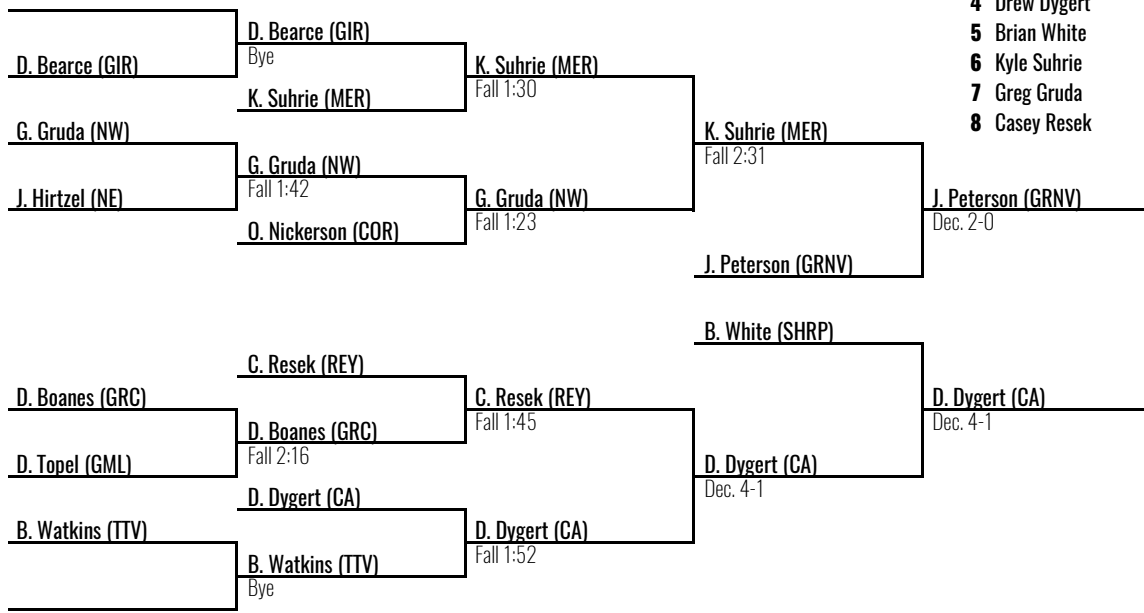 4 Drew Dygert
5 Brian White
6 Kyle Suhrie
7 Greg Gruda
8 Casey Resek
D. Bearce (GIR)
D. Bearce (GIR)
Bye
K. Suhrie (MER)
K. Suhrie (MER)
Fall 1:30
G. Gruda (NW)
J. Hirtzel (NE)
G. Gruda (NW)
Fall 1:42
O. Nickerson (COR)
G. Gruda (NW)
Fall 1:23
K. Suhrie (MER)
Fall 2:31
J. Peterson (GRNV)
J. Peterson (GRNV)
Dec. 2-0
B. White (SHRP)
C. Resek (REY)
D. Boanes (GRC)
D. Topel (GML)
D. Boanes (GRC)
Fall 2:16
C. Resek (REY)
Fall 1:45
D. Dygert (CA)
B. Watkins (TTV)
B. Watkins (TTV)
Bye
D. Dygert (CA)
Fall 1:52
D. Dygert (CA)
Dec. 4-1
D. Dygert (CA)
Dec. 4-1